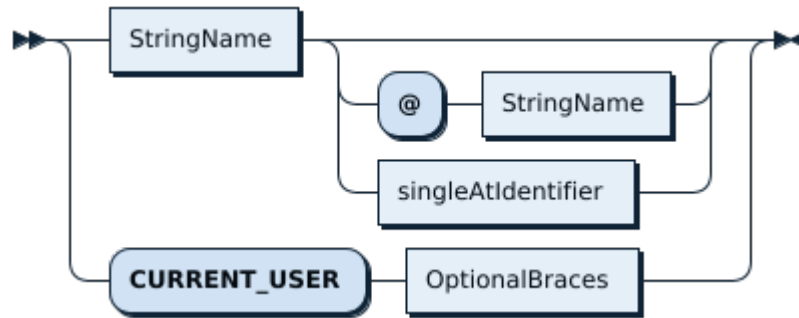 StringName
@ StringName
singleAtIdentifier
CURRENT_USER OptionalBraces